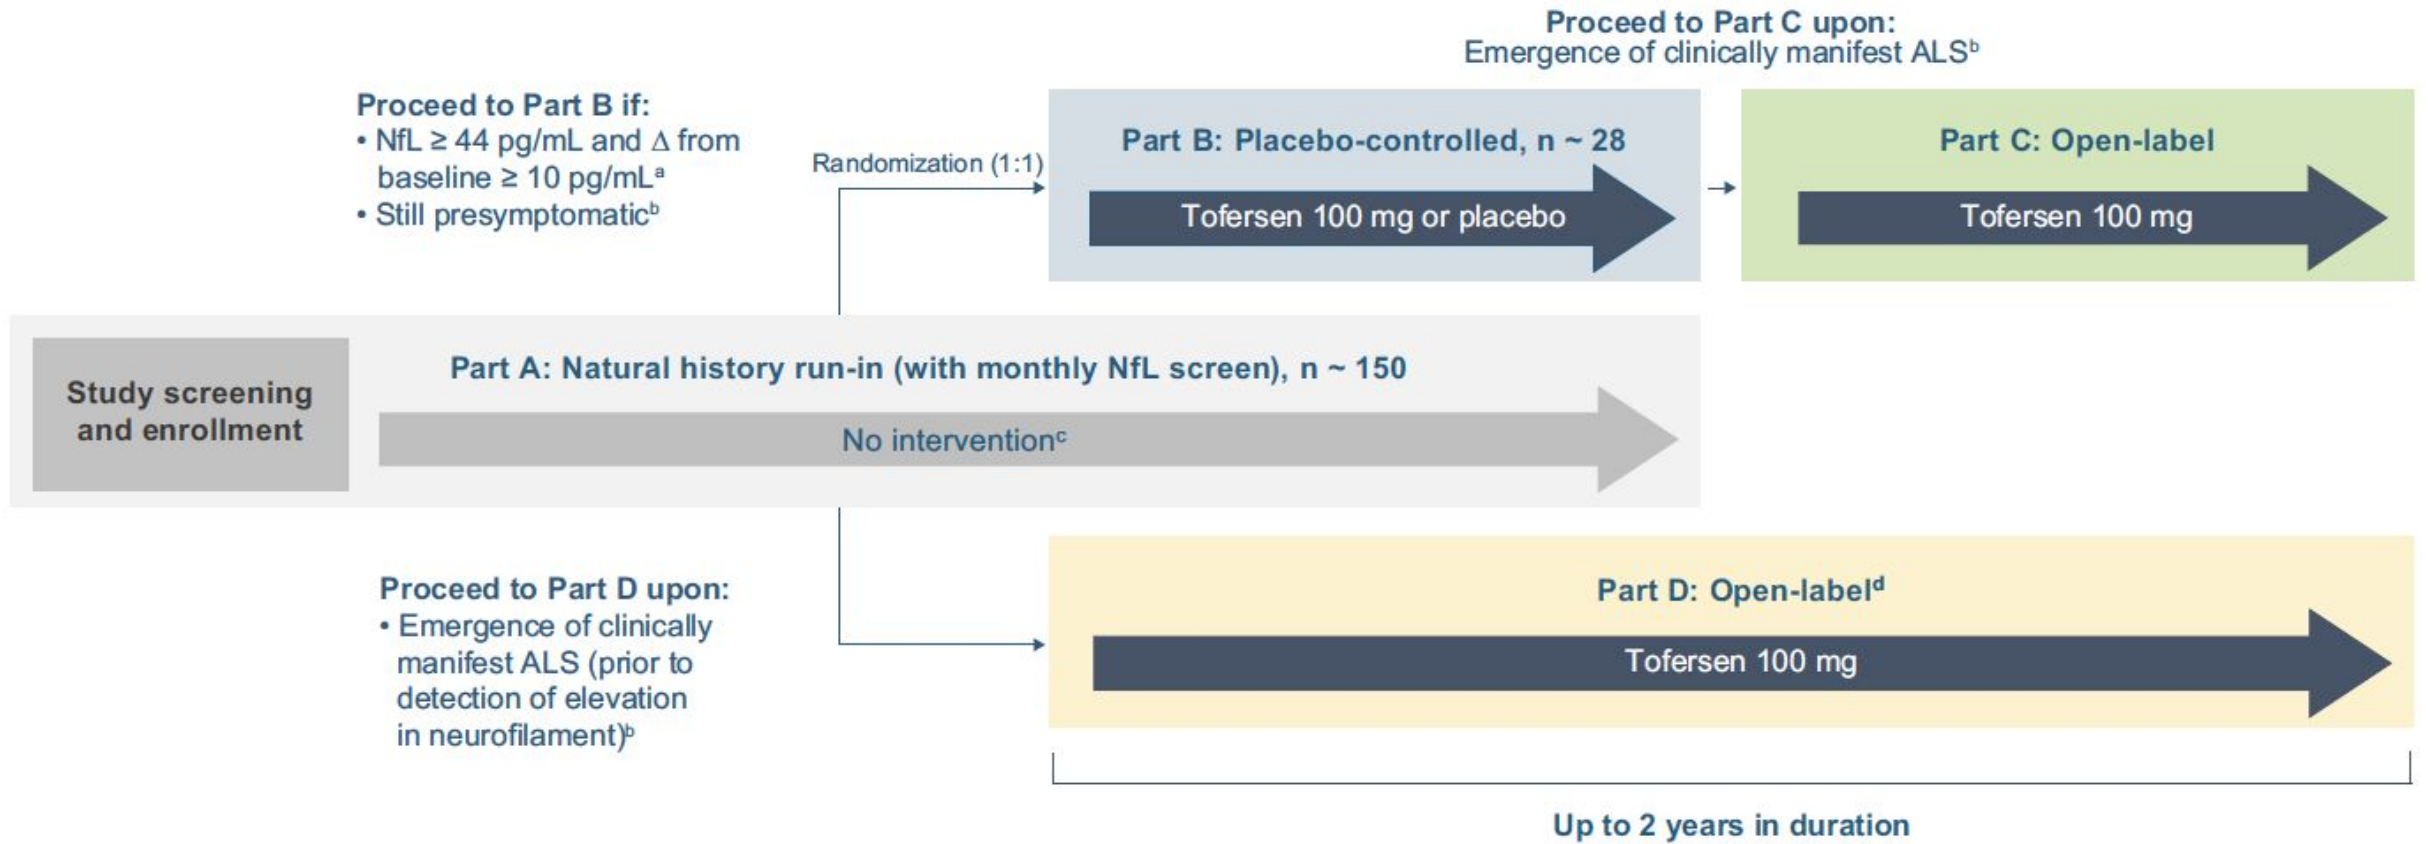 Proceed to Part C upon:
Emergence of clinically manifest ALSᵇ
Proceed to Part B if:
• NfL ≥ 44 pg/mL and Δ from
baseline ≥ 10 pg/mLᵃ
• Still presymptomaticᵇ
Randomization (1:1)
Part B: Placebo-controlled, n ~ 28
Tofersen 100 mg or placebo
Part C: Open-label
Tofersen 100 mg
Study screening
and enrollment
Part A: Natural history run-in (with monthly NfL screen), n ~ 150
No interventionᶜ
Proceed to Part D upon:
• Emergence of clinically
manifest ALS (prior to
detection of elevation
in neurofilament)ᵇ
Part D: Open-labelᵈ
Tofersen 100 mg
Up to 2 years in duration